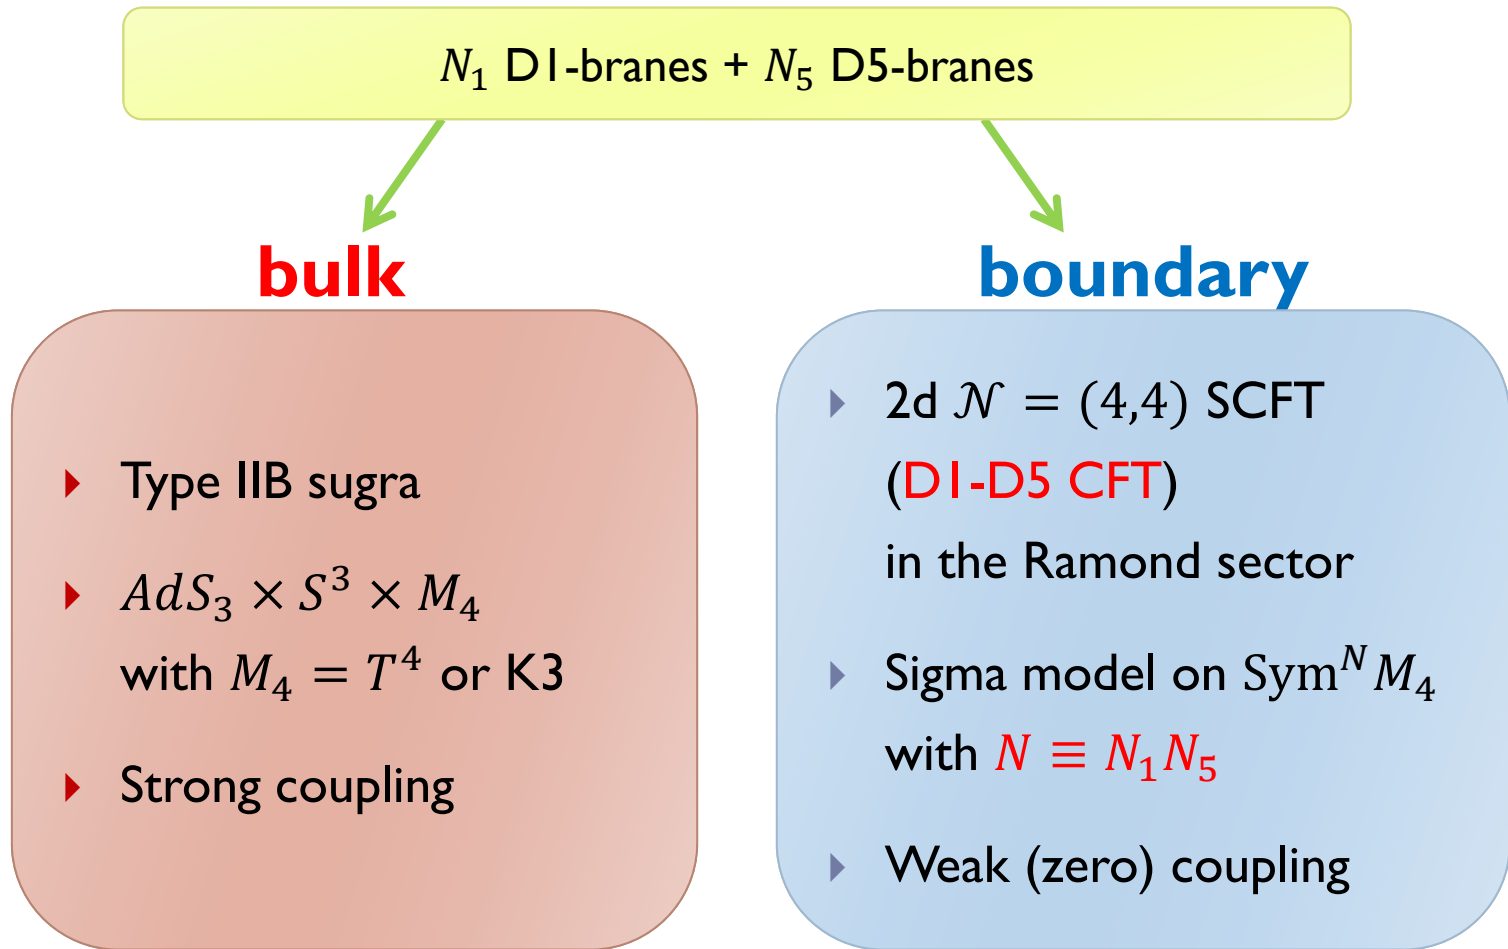 N₁ D1-branes + N₅ D5-branes
bulk
Type IIB sugra
AdS₃ × S³ × M₄
with M₄ = T⁴ or K3
Strong coupling
boundary
2d 𝒩 = (4,4) SCFT
(D1-D5 CFT)
in the Ramond sector
Sigma model on Symᴺ M₄
with N ≡ N₁N₅
Weak (zero) coupling